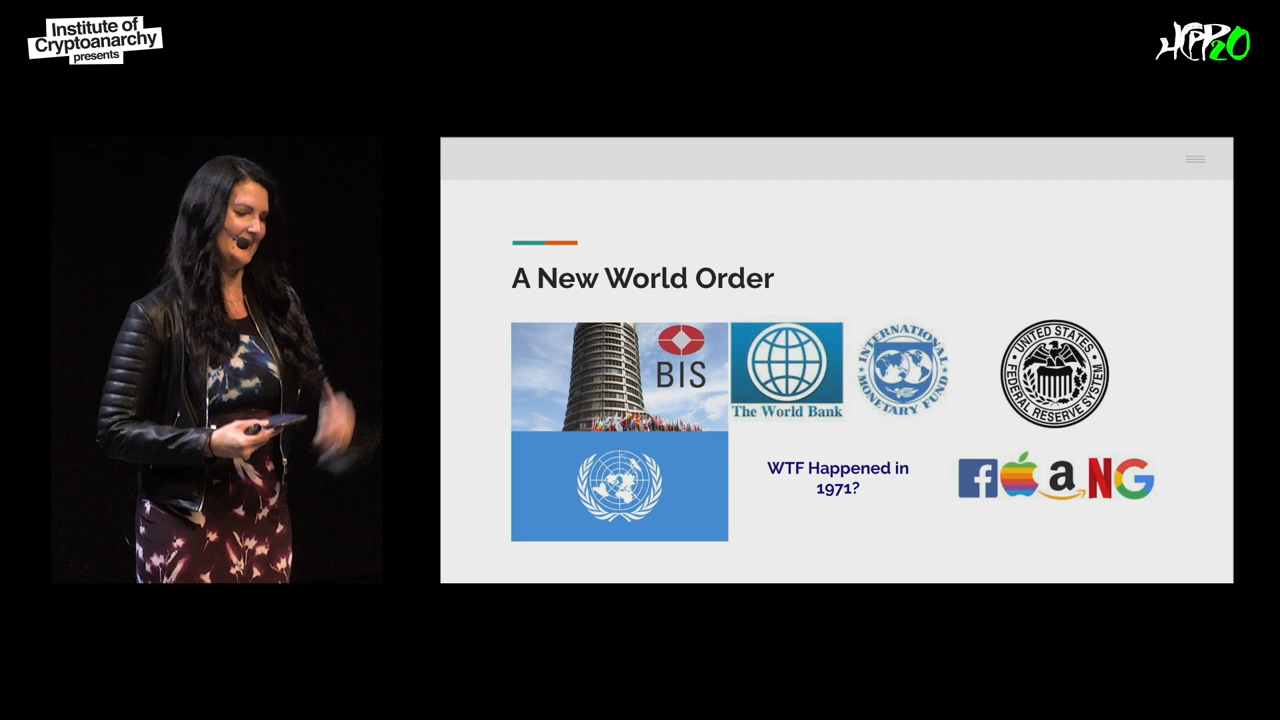 Institute of
Cryptoanarchy
presents
HCPP20
A New World Order
BIS
The World Bank
INTERNATIONAL
MONETARY FUND
UNITED STATES
FEDERAL RESERVE SYSTEM
WTF Happened in
1971?
f a N G